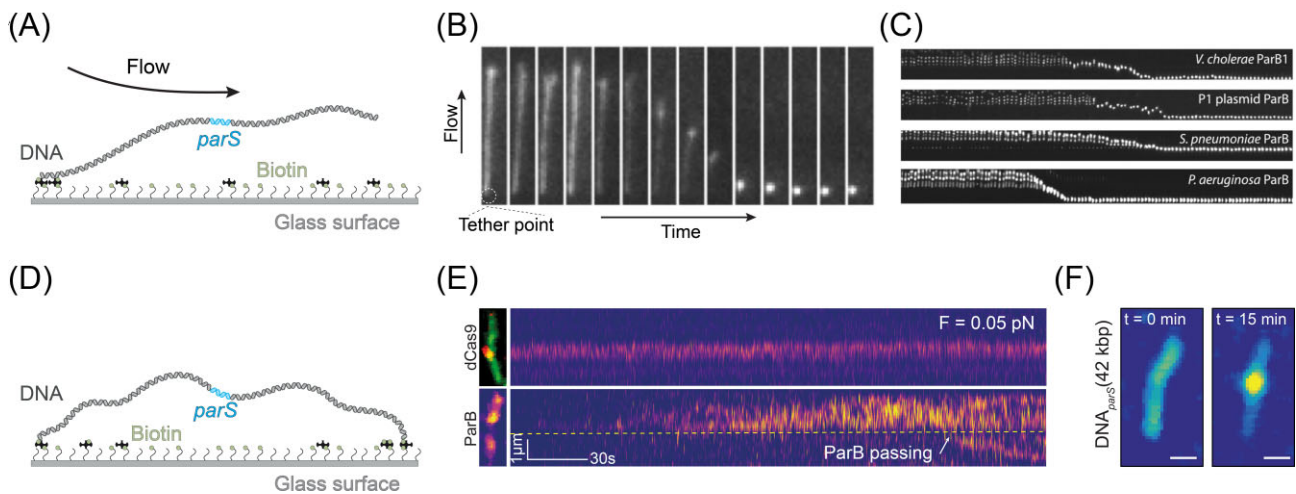 (A)
Flow
DNA
parS
Biotin
Glass surface
(B)
Flow
Tether point
Time
(C)
V. cholerae ParB1
P1 plasmid ParB
S. pneumoniae ParB
P. aeruginosa ParB
(D)
DNA
parS
Biotin
Glass surface
(E)
dCas9
F = 0.05 pN
ParB
1μm
30s
ParB passing
(F)
DNAparS(42 kbp)
t = 0 min
t = 15 min